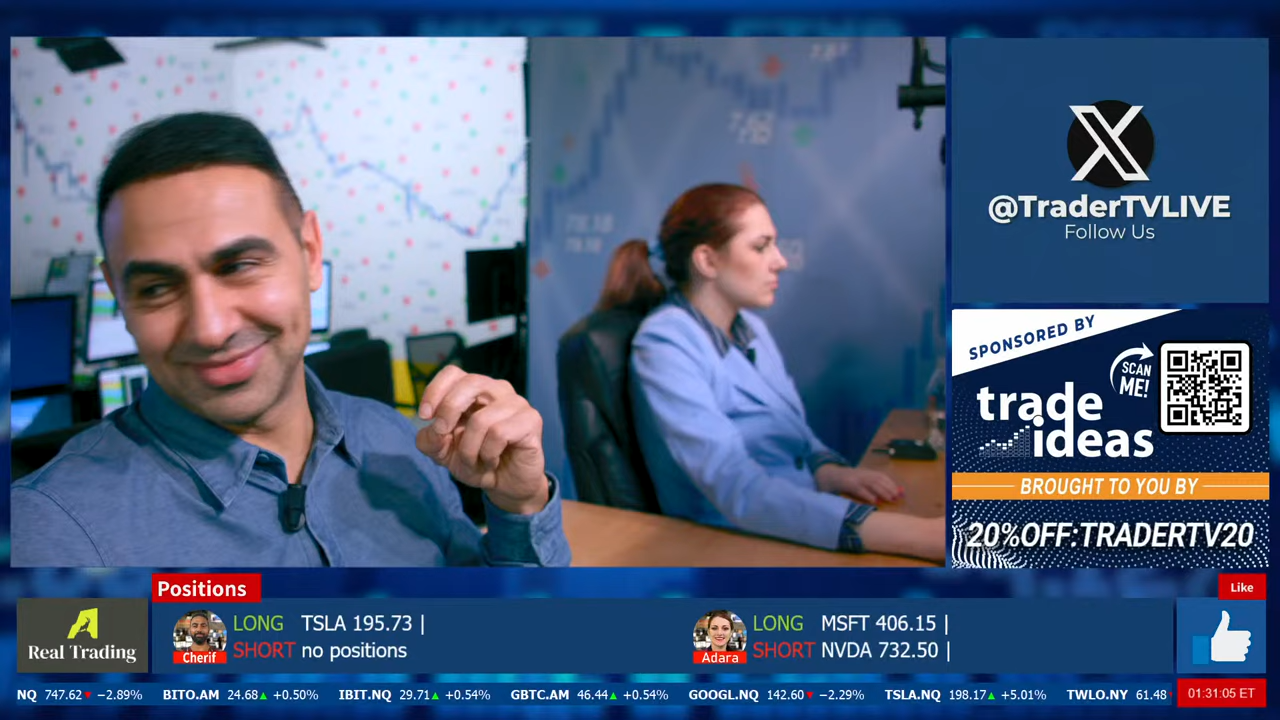 @TraderTVLIVE
Follow Us
SPONSORED BY
SCAN
ME!
trade
ideas
BROUGHT TO YOU BY
20%OFF:TRADERTV20
Positions
Like
Real Trading
Cherif
LONG TSLA 195.73 |
SHORT no positions
Adara
LONG MSFT 406.15 |
SHORT NVDA 732.50 |
NQ 747.62▼ −2.89% BITO.AM 24.68▲ +0.50% IBIT.NQ 29.71▲ +0.54% GBTC.AM 46.44▲ +0.54% GOOGL.NQ 142.60▼ −2.29% TSLA.NQ 198.17▲ +5.01% TWLO.NY 61.48
01:31:05 ET